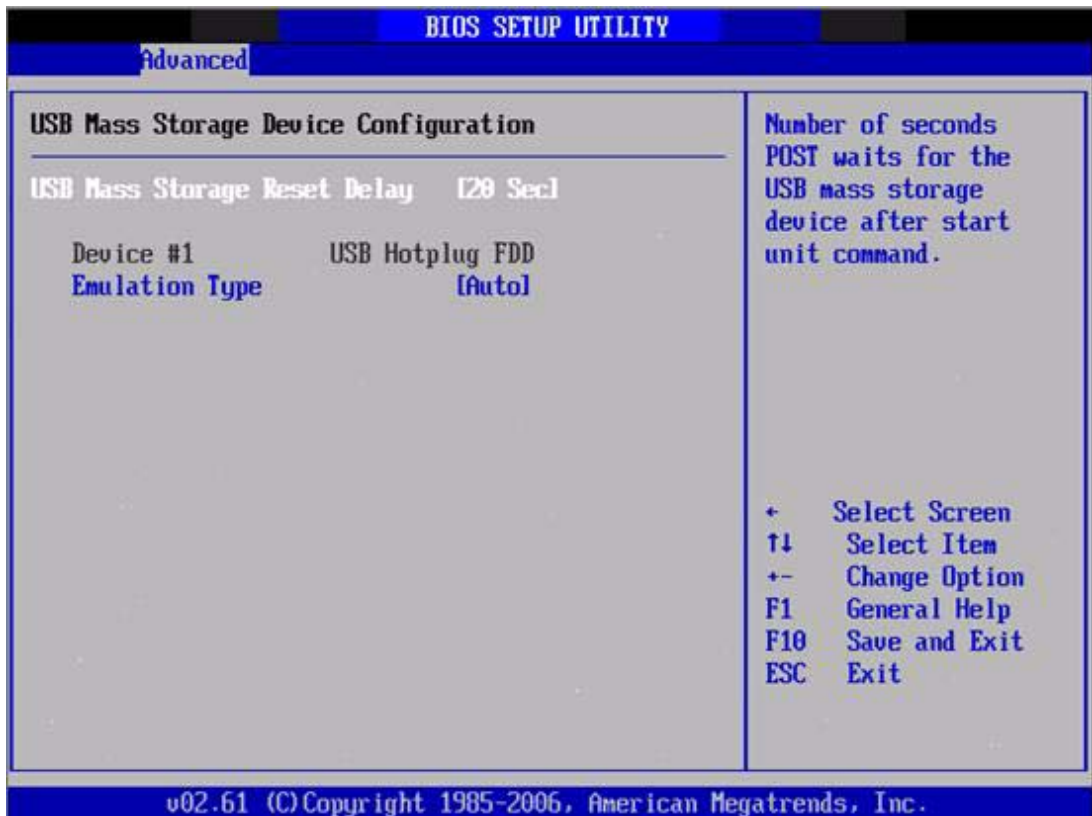 BIOS SETUP UTILITY
Advanced
USB Mass Storage Device Configuration
USB Mass Storage Reset Delay [20 Sec]
Device #1 USB Hotplug FDD
Emulation Type [Auto]
Number of seconds
POST waits for the
USB mass storage
device after start
unit command.
← Select Screen
↑↓ Select Item
+- Change Option
F1 General Help
F10 Save and Exit
ESC Exit
v02.61 (C)Copyright 1985-2006, American Megatrends, Inc.